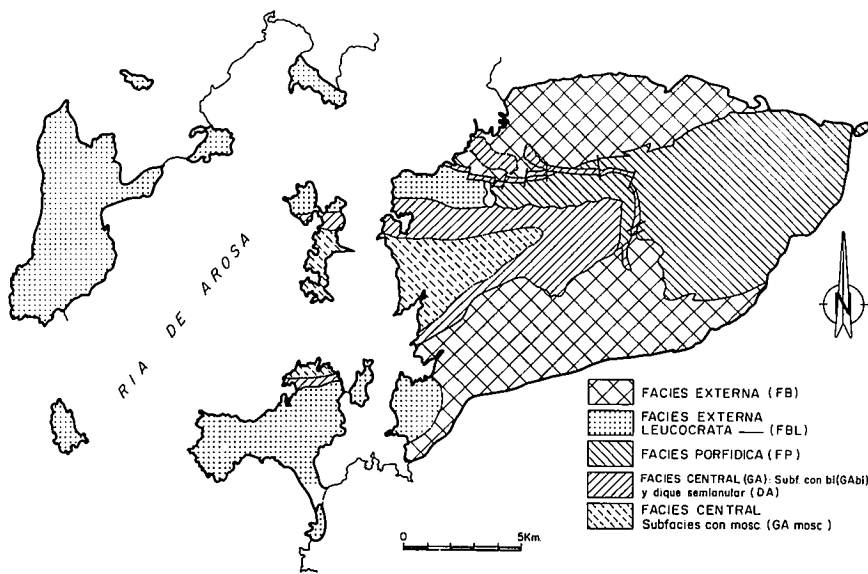 RIA DE AROSA
N
FACIES EXTERNA (FB)
FACIES EXTERNA
LEUCOCRATA — (FBL)
FACIES PORFIDICA (FP)
FACIES CENTRAL (GA): Subf. con bi(GAbi)
y dique semianular (DA)
FACIES CENTRAL
Subfacies con mosc. (GA mosc)
0 5Km.